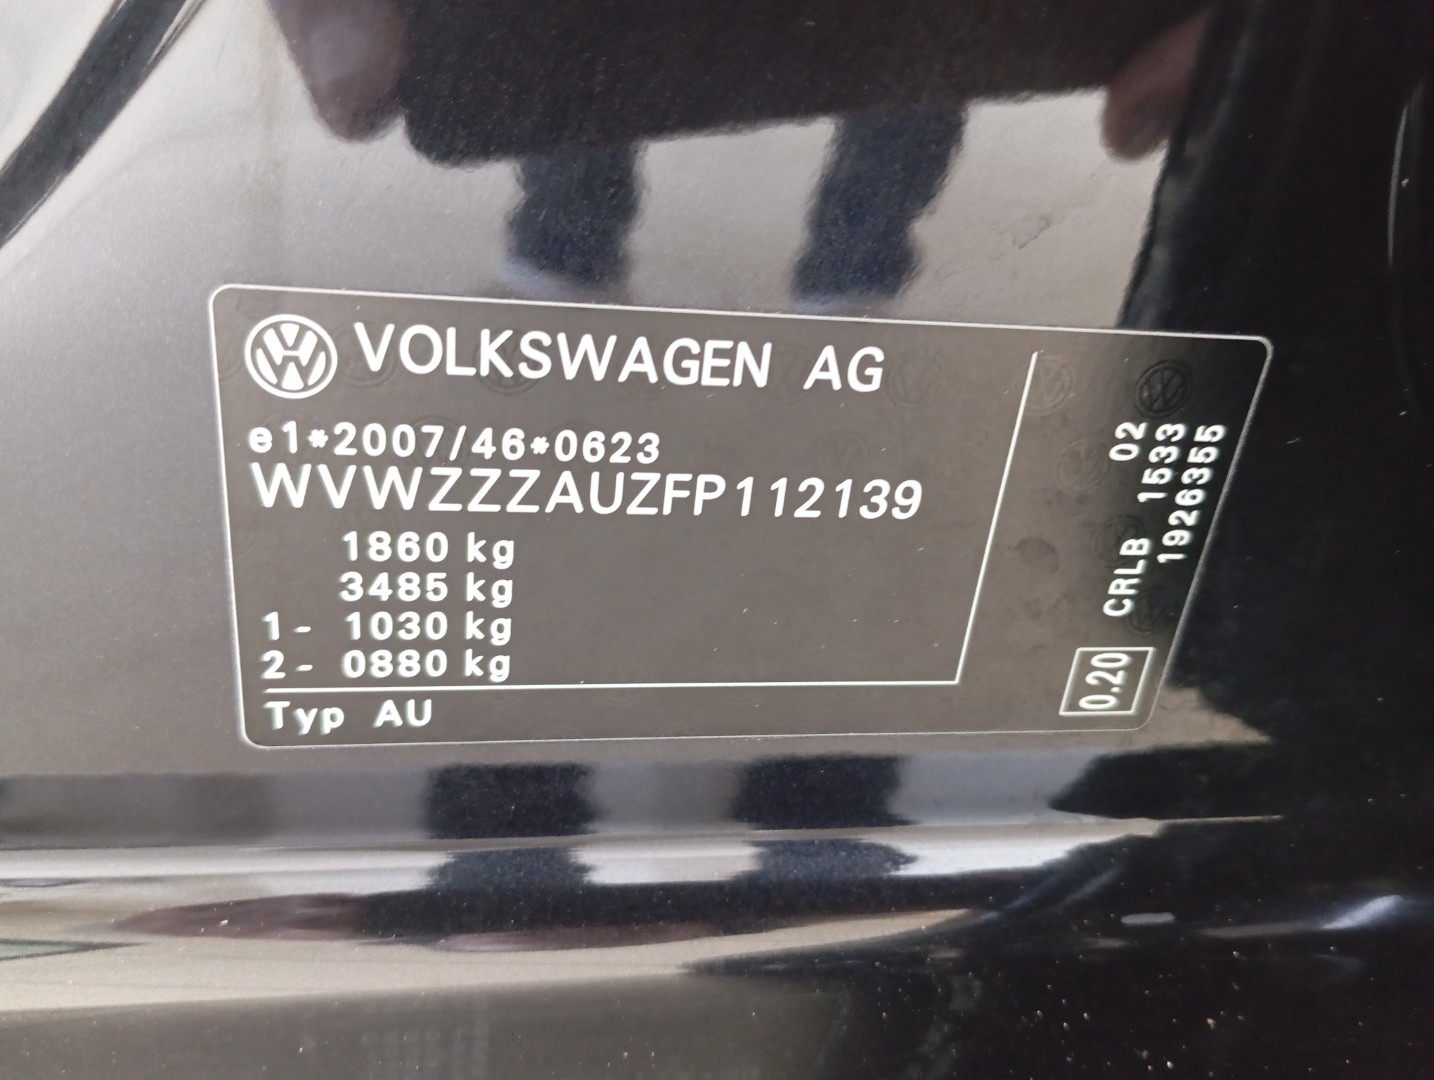 VOLKSWAGEN AG
e1*2007/46*0623
WVWZZZAUZFP112139
1860 kg
3485 kg
1- 1030 kg
2- 0880 kg
Typ AU
CRLB 02
1533
1926355
0,20